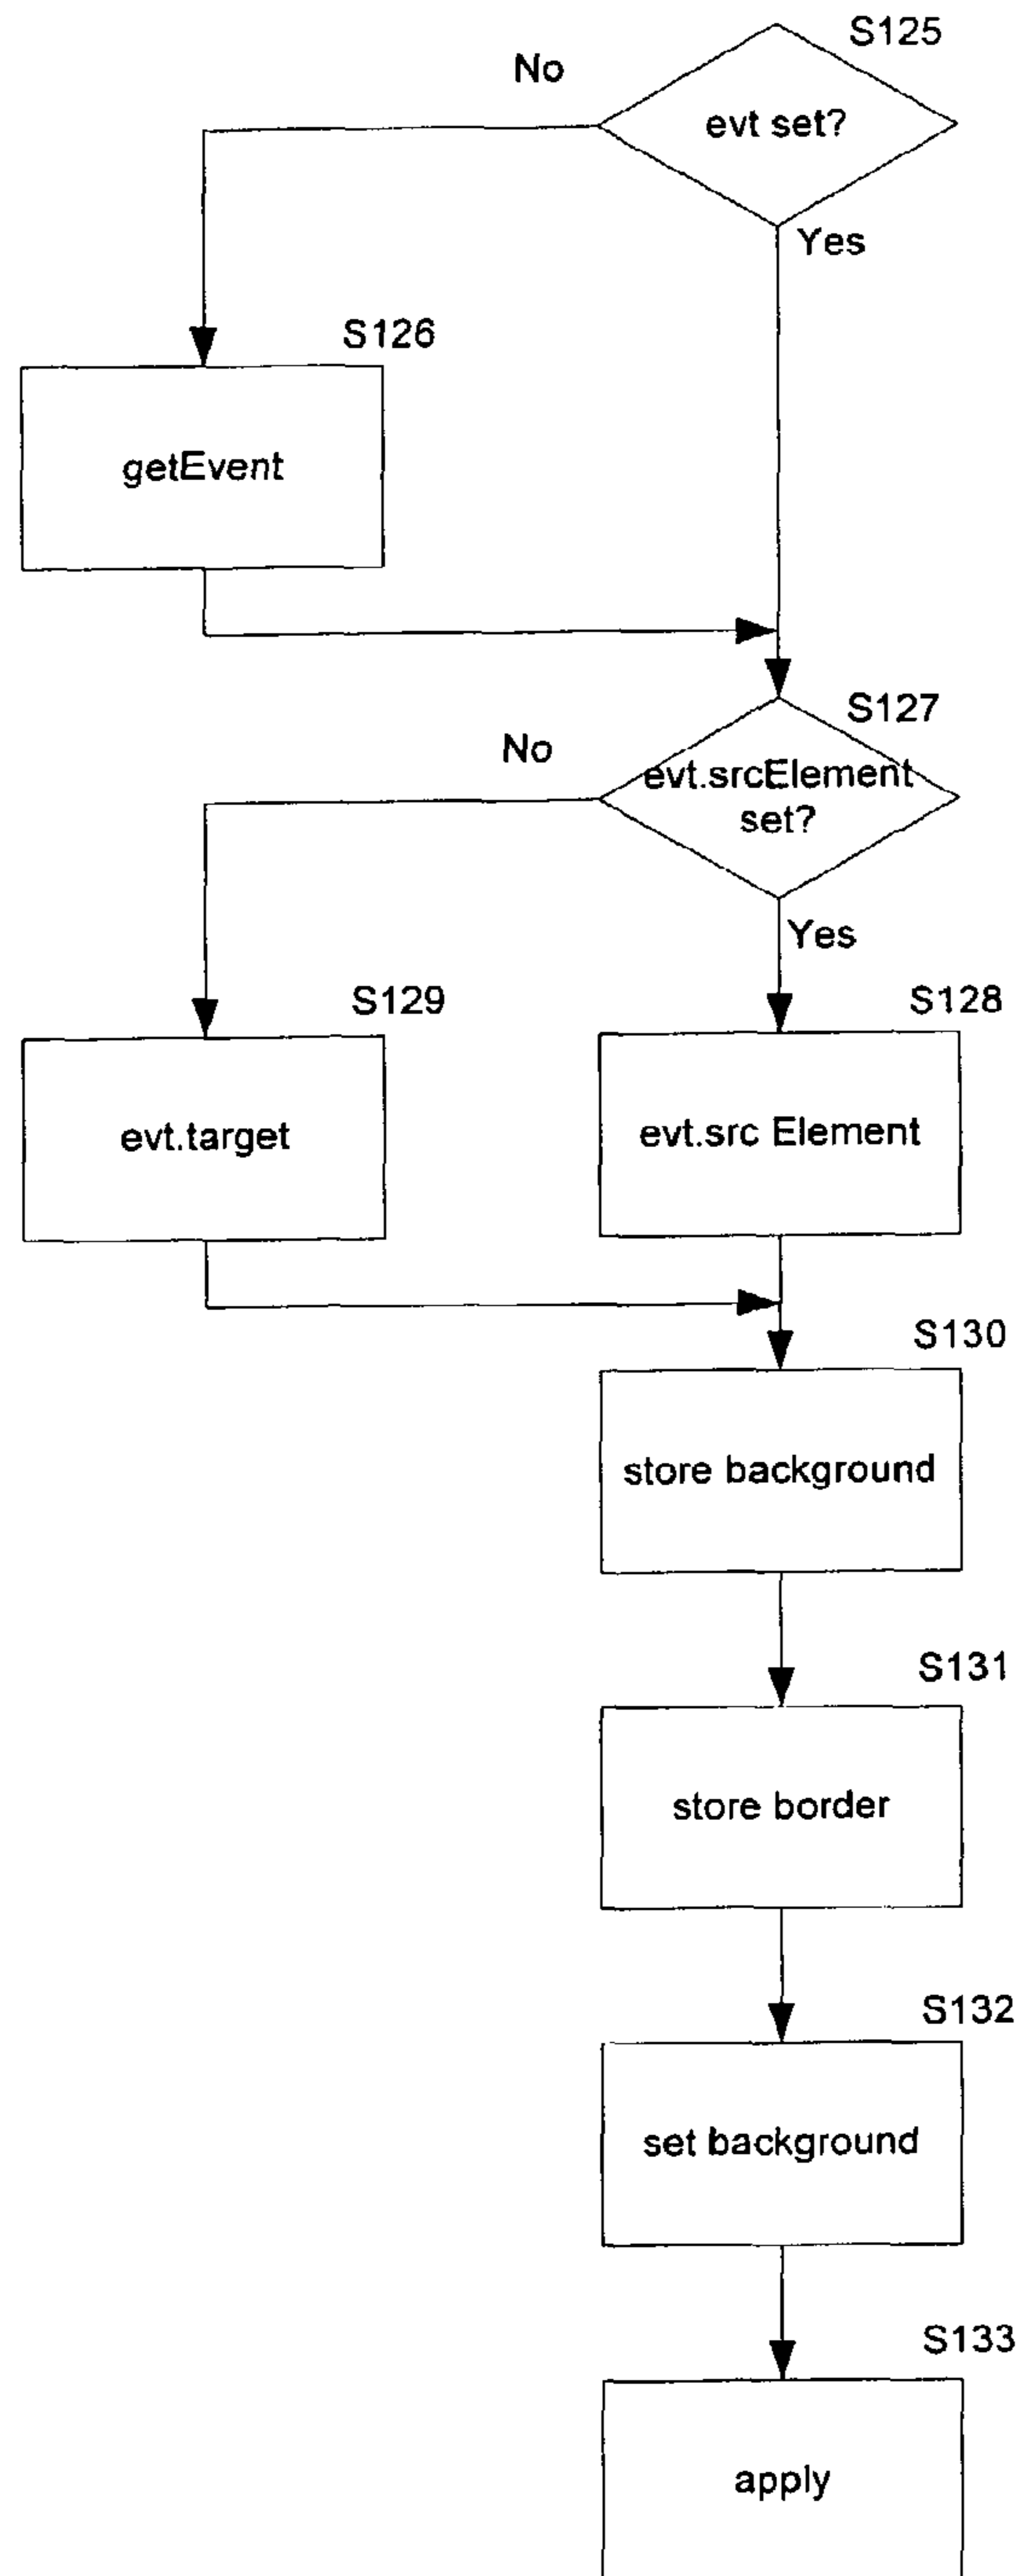 S125
No
evt set?
Yes
S126
getEvent
S127
No
evt.srcElement
set?
Yes
S129
S128
evt.target
evt.src Element
S130
store background
S131
store border
S132
set background
S133
apply